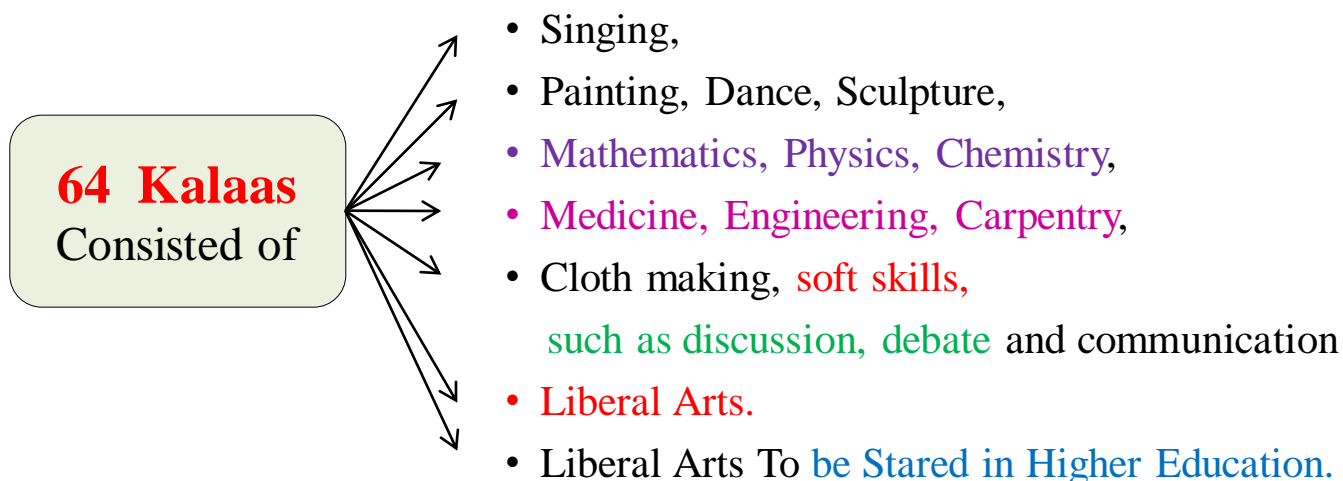 64 Kalaas
Consisted of
• Singing,
• Painting, Dance, Sculpture,
• Mathematics, Physics, Chemistry,
• Medicine, Engineering, Carpentry,
• Cloth making, soft skills,
such as discussion, debate and communication
• Liberal Arts.
• Liberal Arts To be Stared in Higher Education.